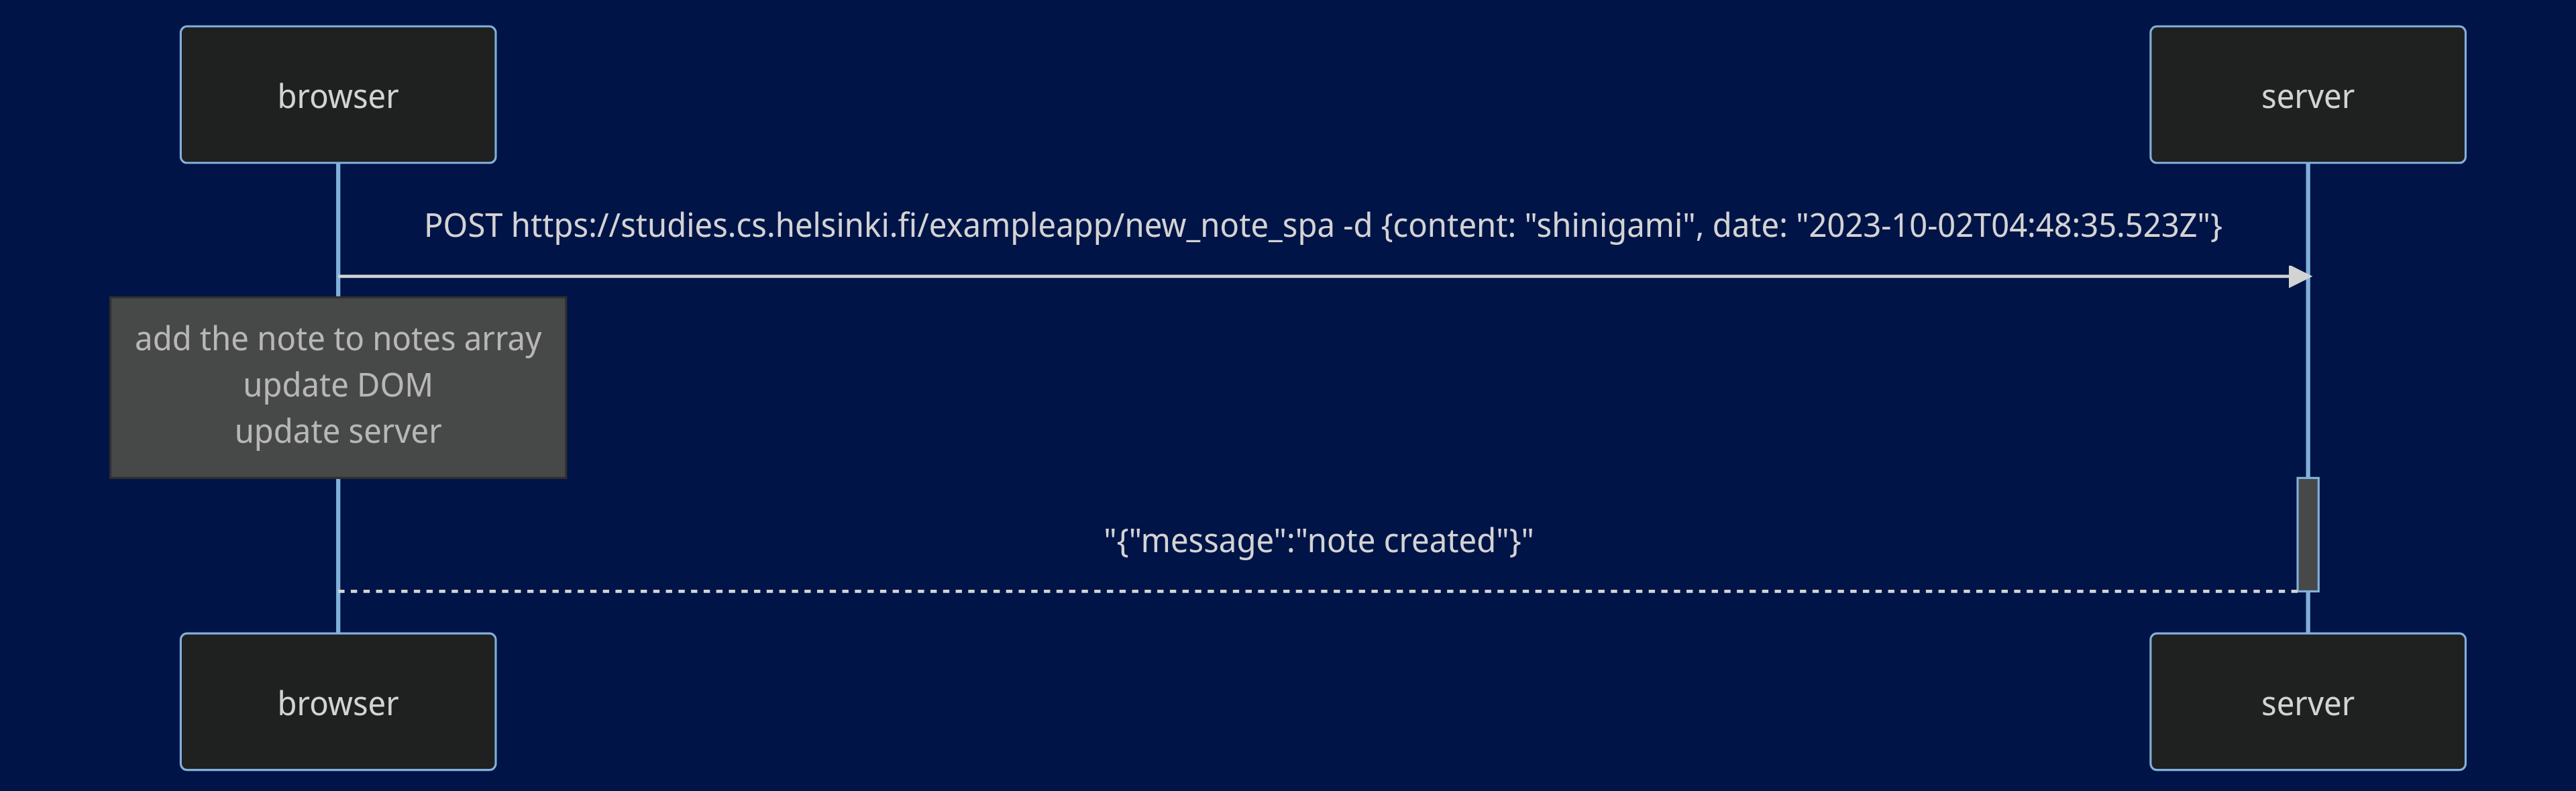 browser
server
POST https://studies.cs.helsinki.fi/exampleapp/new_note_spa -d {content: "shinigami", date: "2023-10-02T04:48:35.523Z"}
add the note to notes array
update DOM
update server
"{"message":"note created"}"
browser
server